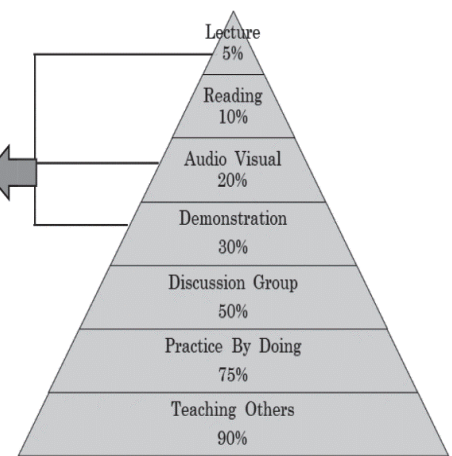 Lecture
5%
Reading
10%
Audio Visual
20%
Demonstration
30%
Discussion Group
50%
Practice By Doing
75%
Teaching Others
90%